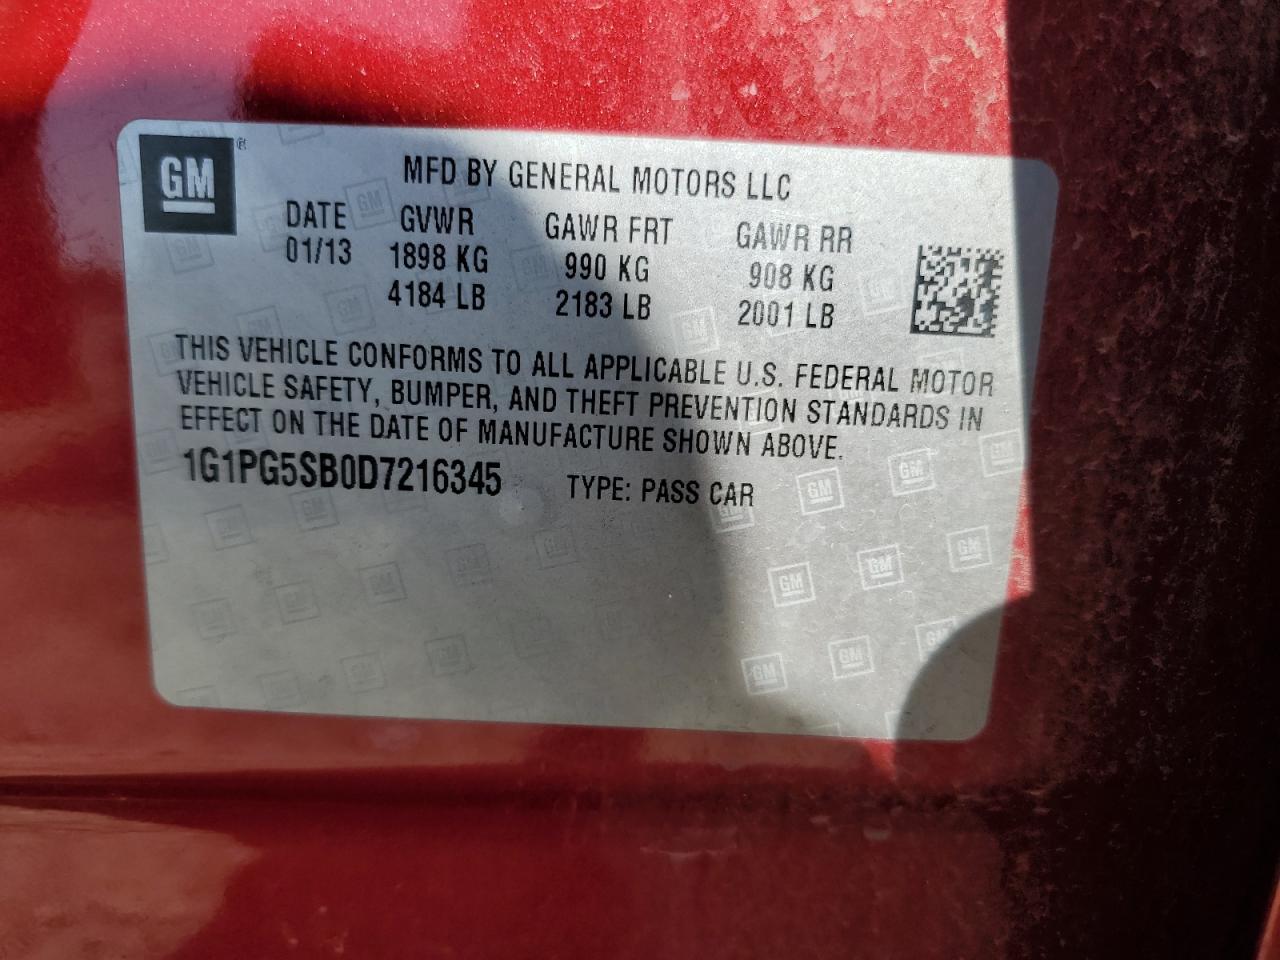 GM ®
MFD BY GENERAL MOTORS LLC
DATE GVWR GAWR FRT GAWR RR
01/13 1898 KG 990 KG 908 KG
4184 LB 2183 LB 2001 LB
THIS VEHICLE CONFORMS TO ALL APPLICABLE U.S. FEDERAL MOTOR
VEHICLE SAFETY, BUMPER, AND THEFT PREVENTION STANDARDS IN
EFFECT ON THE DATE OF MANUFACTURE SHOWN ABOVE.
1G1PG5SB0D7216345 TYPE: PASS CAR